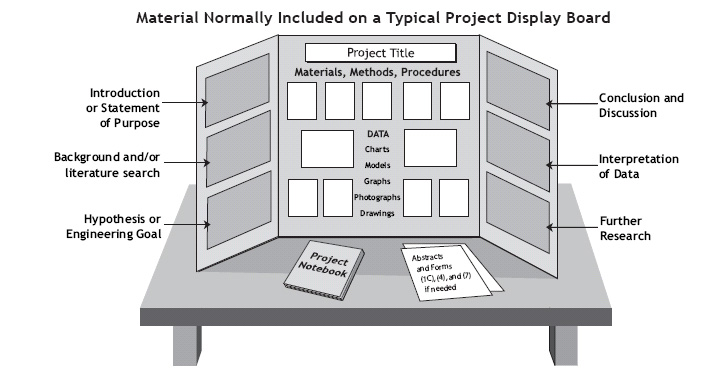 Material Normally Included on a Typical Project Display Board
Project Title
Materials, Methods, Procedures
Introduction
or Statement
of Purpose
Background and/or
literature search
Hypothesis or
Engineering Goal
DATA
Charts
Models
Graphs
Photographs
Drawings
Conclusion and
Discussion
Interpretation
of Data
Further
Research
Project
Notebook
Abstracts
and Forms
(1C), (4), and (7)
if needed